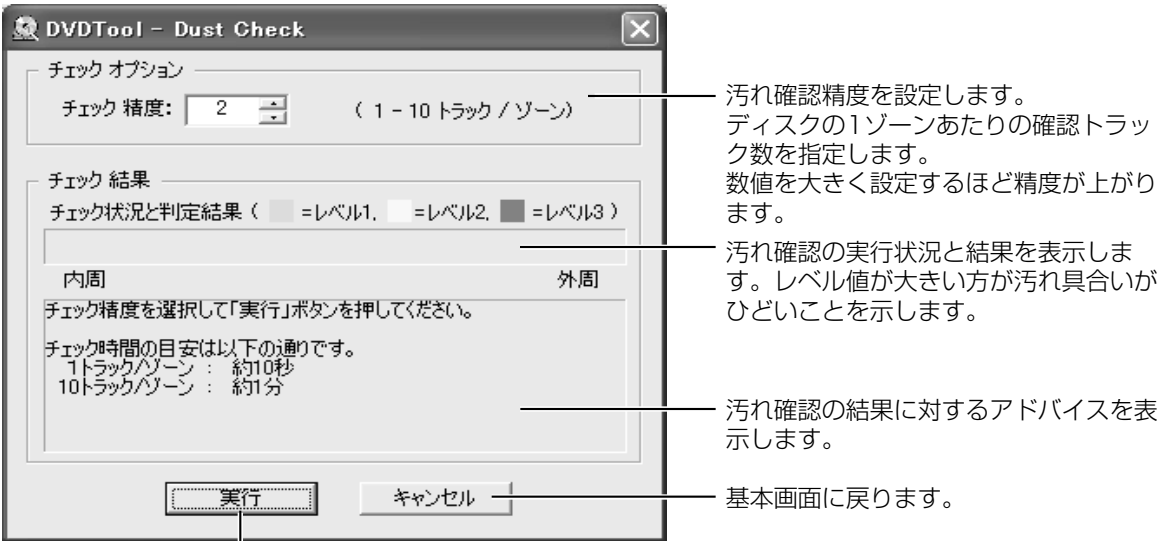 DVDTool - Dust Check
チェック オプション
チェック 精度: 2 ( 1 - 10 トラック / ゾーン)
汚れ確認精度を設定します。
ディスクの1ゾーンあたりの確認トラッ
ク数を指定します。
数値を大きく設定するほど精度が上がり
ます。
チェック 結果
チェック状況と判定結果 ( =レベル1, =レベル2, =レベル3 )
内周 外周
汚れ確認の実行状況と結果を表示しま
す。レベル値が大きい方が汚れ具合いが
ひどいことを示します。
チェック精度を選択して「実行」ボタンを押してください。
チェック時間の目安は以下の通りです。
1トラック/ゾーン : 約10秒
10トラック/ゾーン : 約1分
汚れ確認の結果に対するアドバイスを表
示します。
実行 キャンセル
基本画面に戻ります。